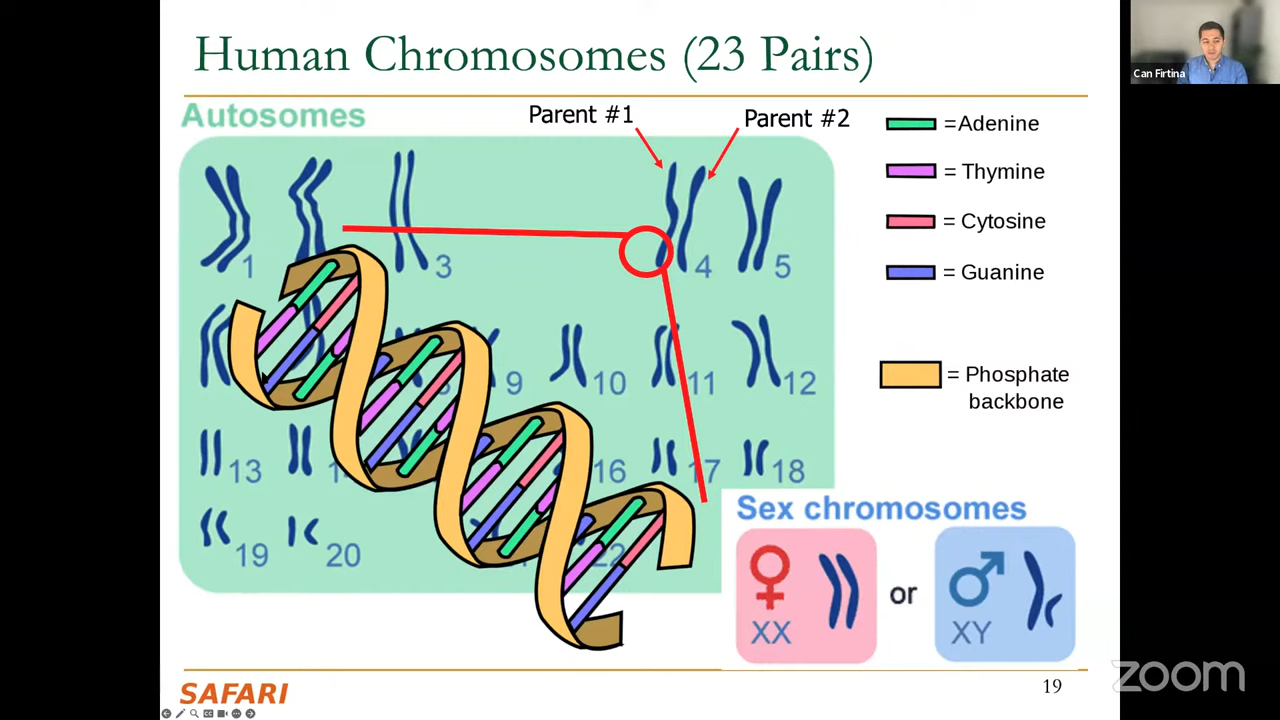 Human Chromosomes (23 Pairs)
Can Firtina
Autosomes
Parent #1
Parent #2
=Adenine
= Thymine
= Cytosine
= Guanine
= Phosphate
backbone
1
3
4
5
9
10
11
12
13
16
17
18
19
20
22
Sex chromosomes
XX
or
XY
SAFARI
19
zoom